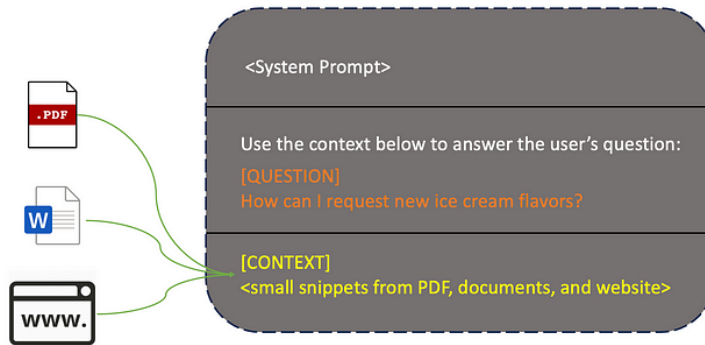 <System Prompt>
.PDF
Use the context below to answer the user's question:
[QUESTION]
How can I request new ice cream flavors?
W
[CONTEXT]
<small snippets from PDF, documents, and website>
www.